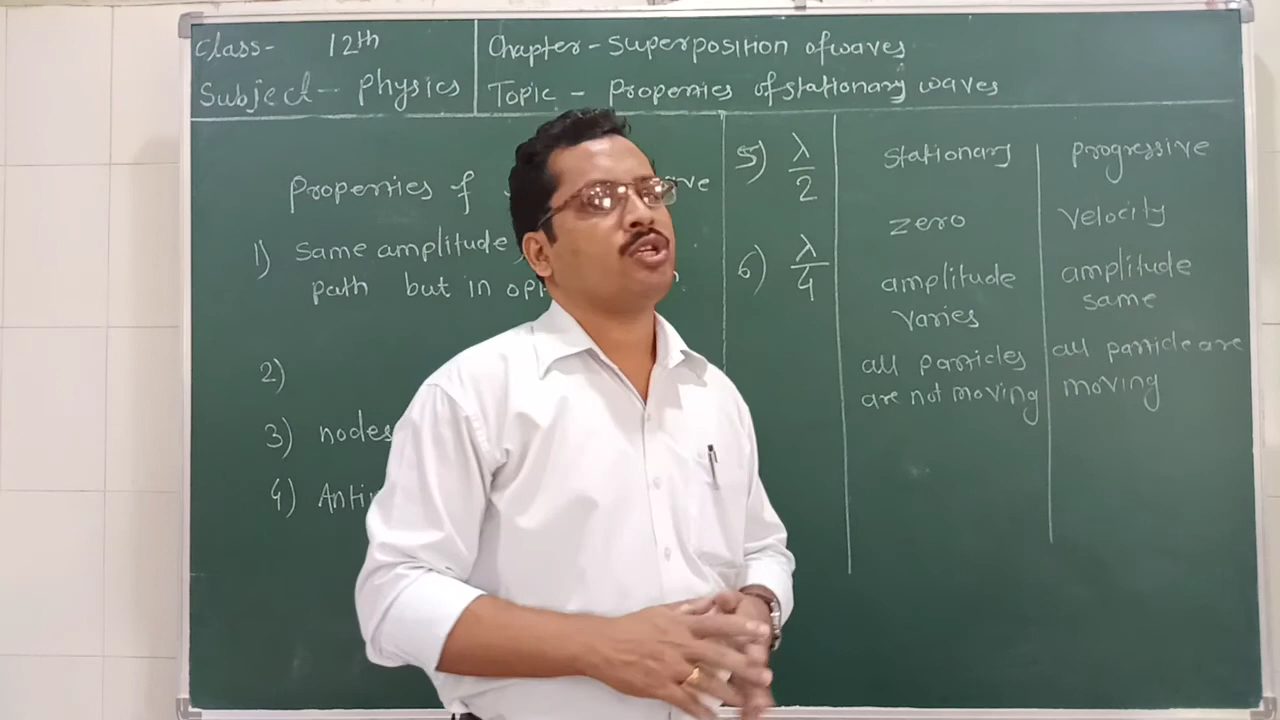 Class- 12th
Subject- Physics
Chapter - Superposition of waves
Topic - Properties of stationary waves
Properties f
1) Same amplitude,
path but in opp
2)
3) nodes
4) Anti
5) λ/2
6) λ/4
Stationary progressive
zero velocity
amplitude varies amplitude same
all particles are not moving all particle are moving